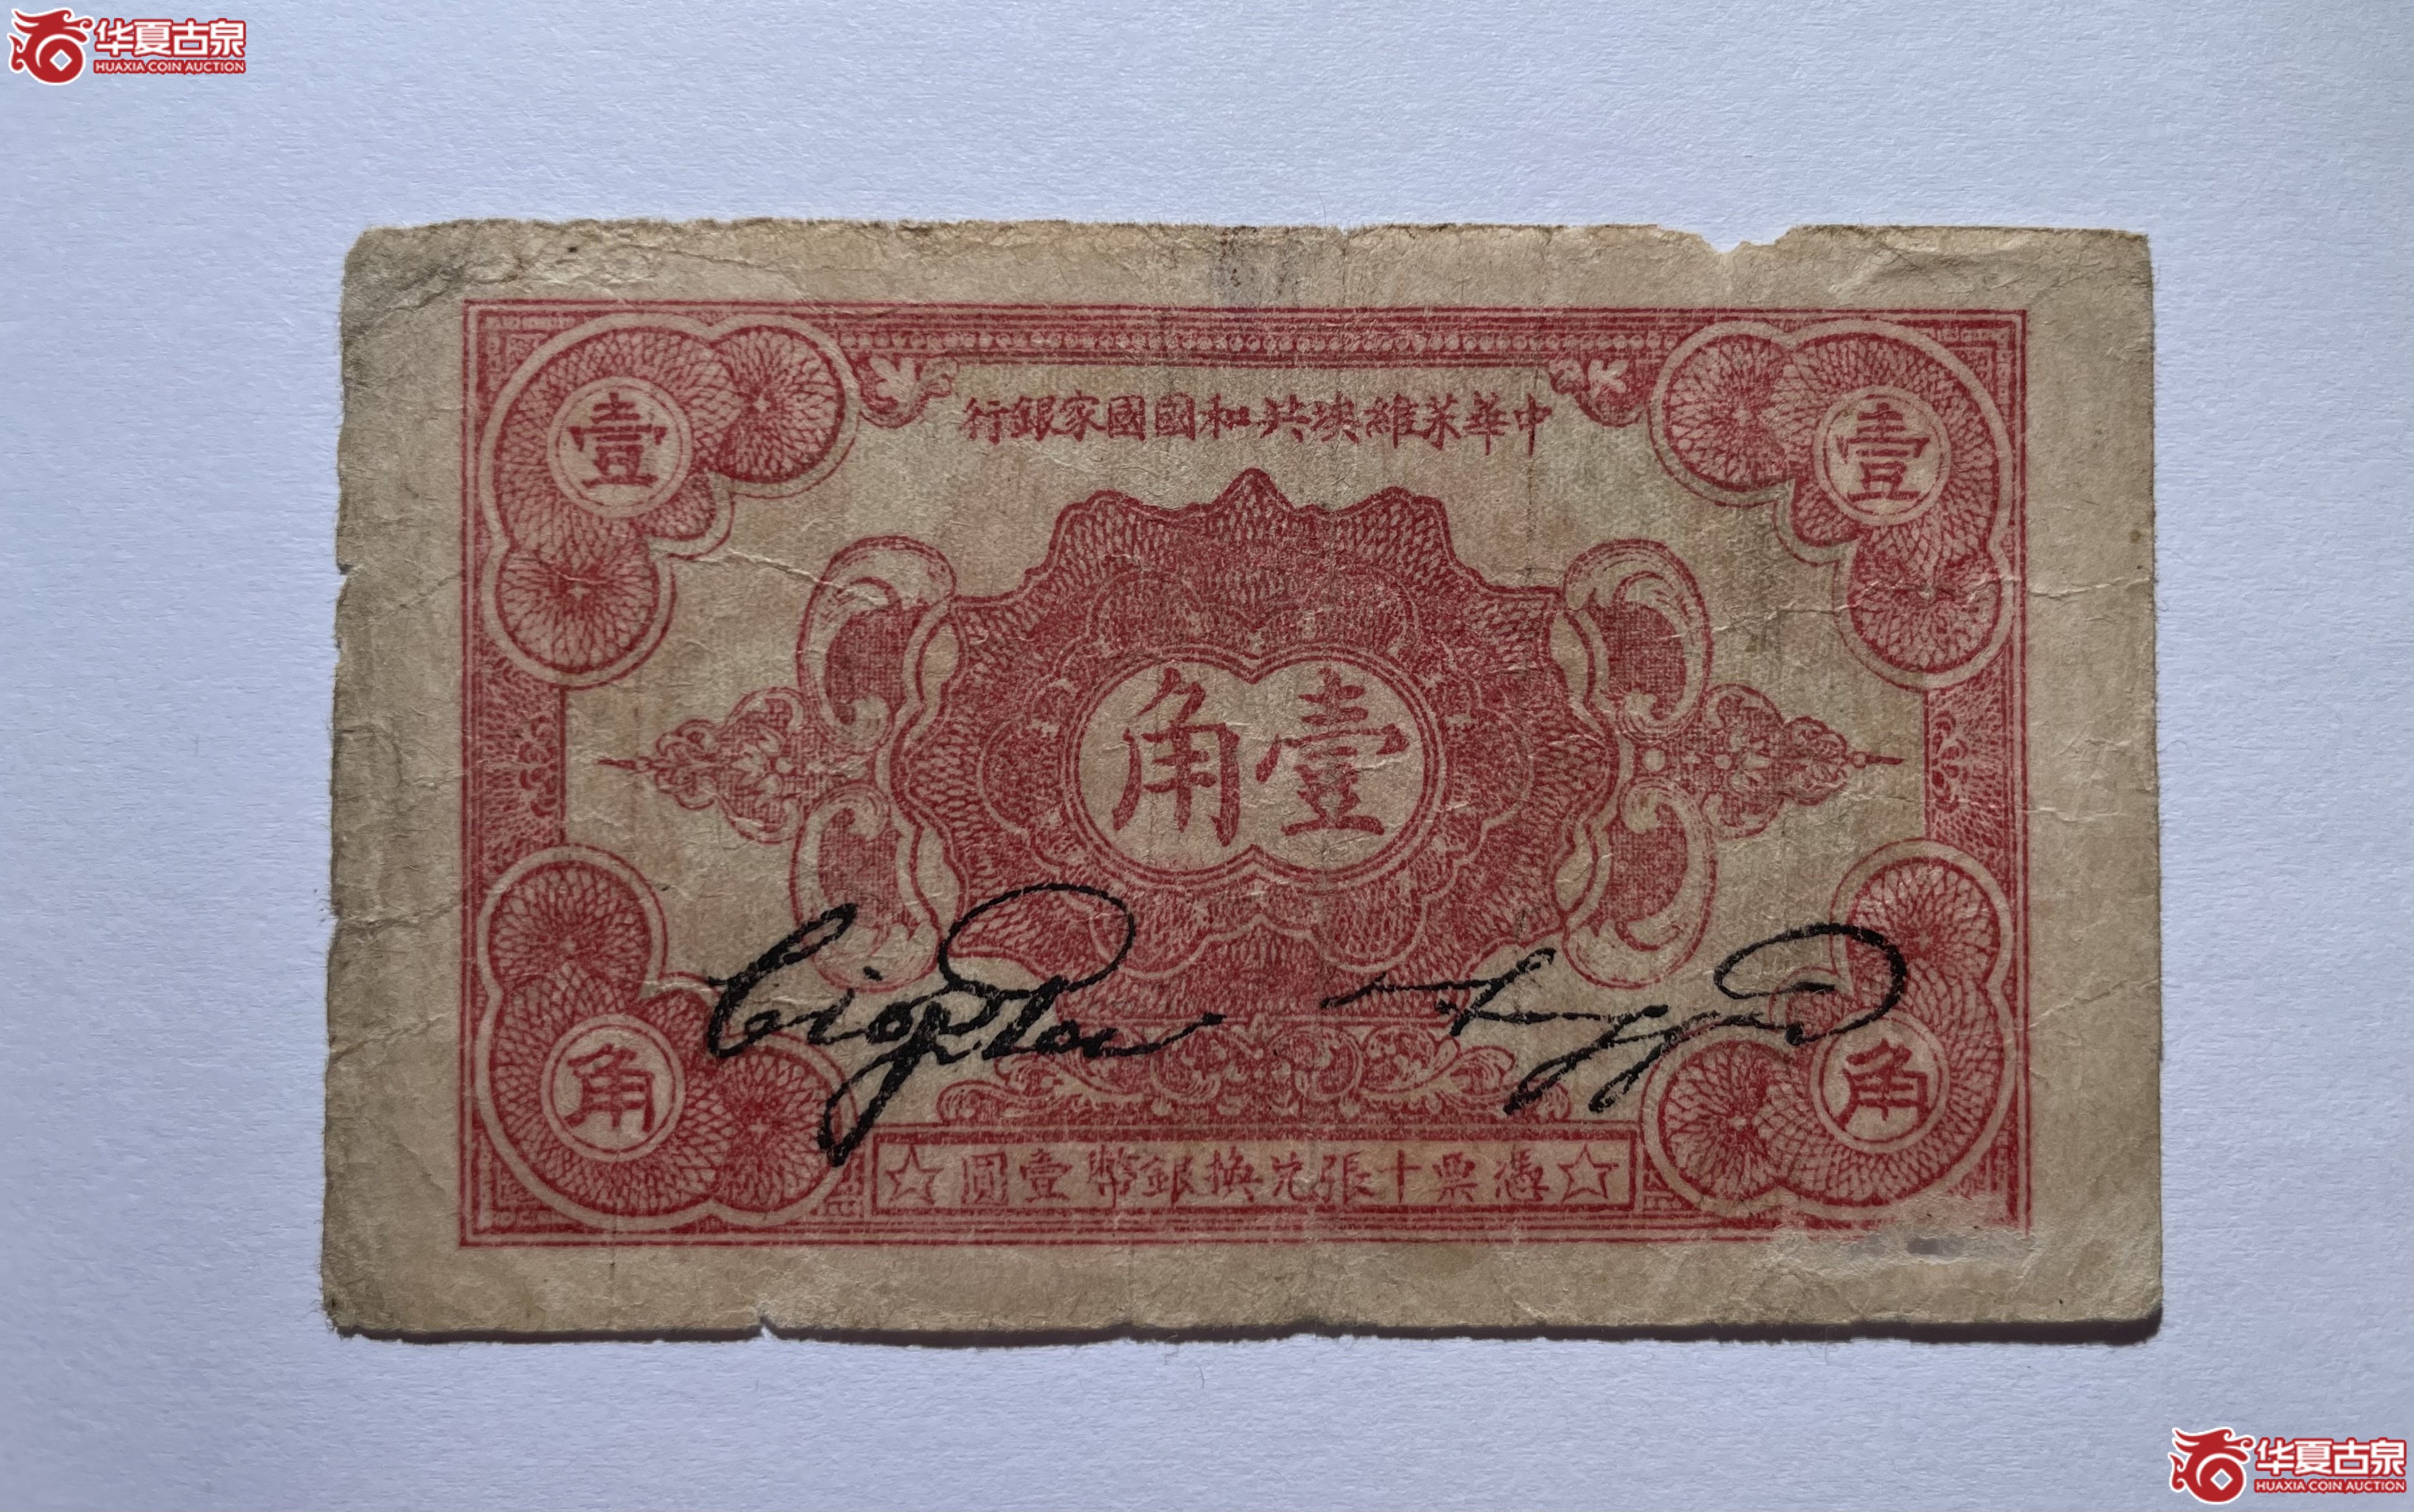 华夏古泉
HUAXIA COIN AUCTION
中華蘇維埃共和國國家銀行
壹
壹
壹角
角
角
☆憑票十張兑換銀幣壹圓☆
华夏古泉
HUAXIA COIN AUCTION